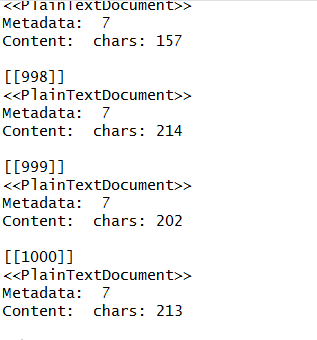 <<PlainTextDocument>>
Metadata:  7
Content:  chars: 157
[[998]]
<<PlainTextDocument>>
Metadata:  7
Content:  chars: 214
[[999]]
<<PlainTextDocument>>
Metadata:  7
Content:  chars: 202
[[1000]]
<<PlainTextDocument>>
Metadata:  7
Content:  chars: 213